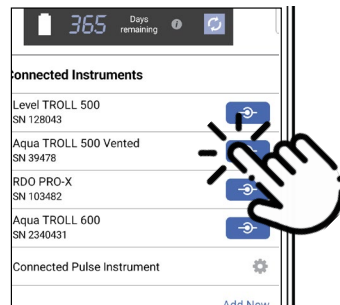 365 Days remaining
Connected Instruments
Level TROLL 500
SN 128043
Aqua TROLL 500 Vented
SN 39478
RDO PRO-X
SN 103482
Aqua TROLL 600
SN 2340431
Connected Pulse Instrument
Add New